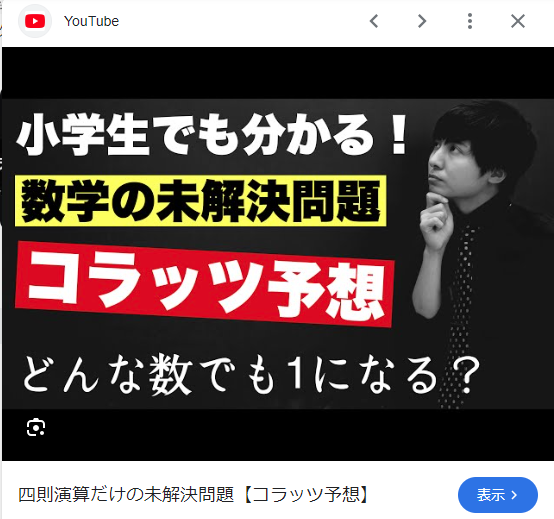 YouTube
小学生でも分かる！
数学の未解決問題
コラッツ予想
どんな数でも1になる？
四則演算だけの未解決問題【コラッツ予想】
表示